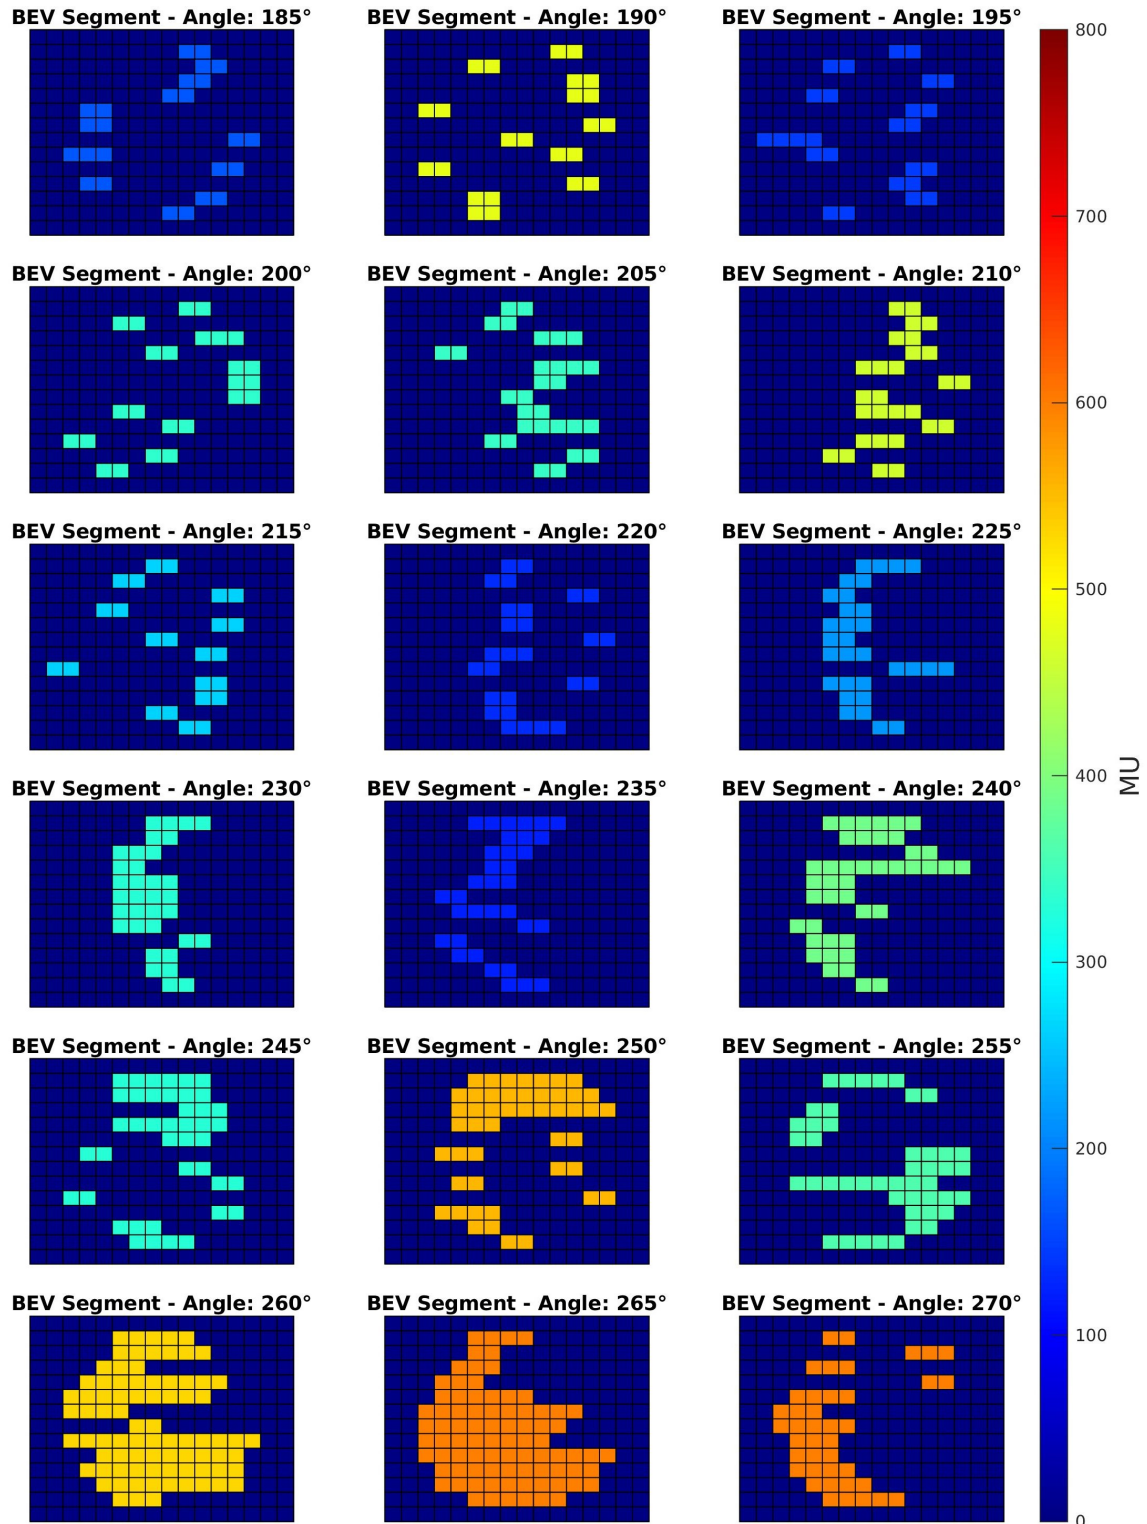 BEV Segment - Angle: 185°
BEV Segment - Angle: 190°
BEV Segment - Angle: 195°
BEV Segment - Angle: 200°
BEV Segment - Angle: 205°
BEV Segment - Angle: 210°
BEV Segment - Angle: 215°
BEV Segment - Angle: 220°
BEV Segment - Angle: 225°
BEV Segment - Angle: 230°
BEV Segment - Angle: 235°
BEV Segment - Angle: 240°
BEV Segment - Angle: 245°
BEV Segment - Angle: 250°
BEV Segment - Angle: 255°
BEV Segment - Angle: 260°
BEV Segment - Angle: 265°
BEV Segment - Angle: 270°
800
700
600
500
400
300
200
100
0
MU